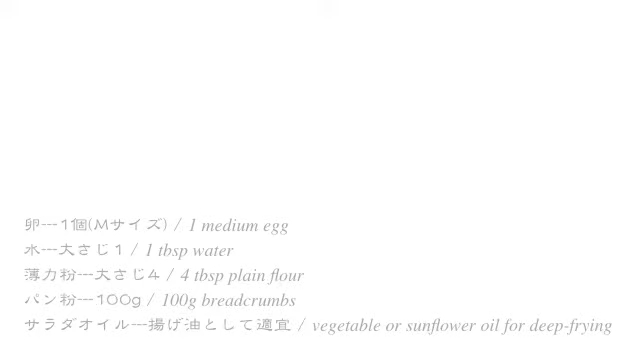 卵---1個(Mサイズ) / 1 medium egg
水---大さじ1 / 1 tbsp water
薄力粉---大さじ4 / 4 tbsp plain flour
パン粉---100g / 100g breadcrumbs
サラダオイル---揚げ油として適宜 / vegetable or sunflower oil for deep-frying